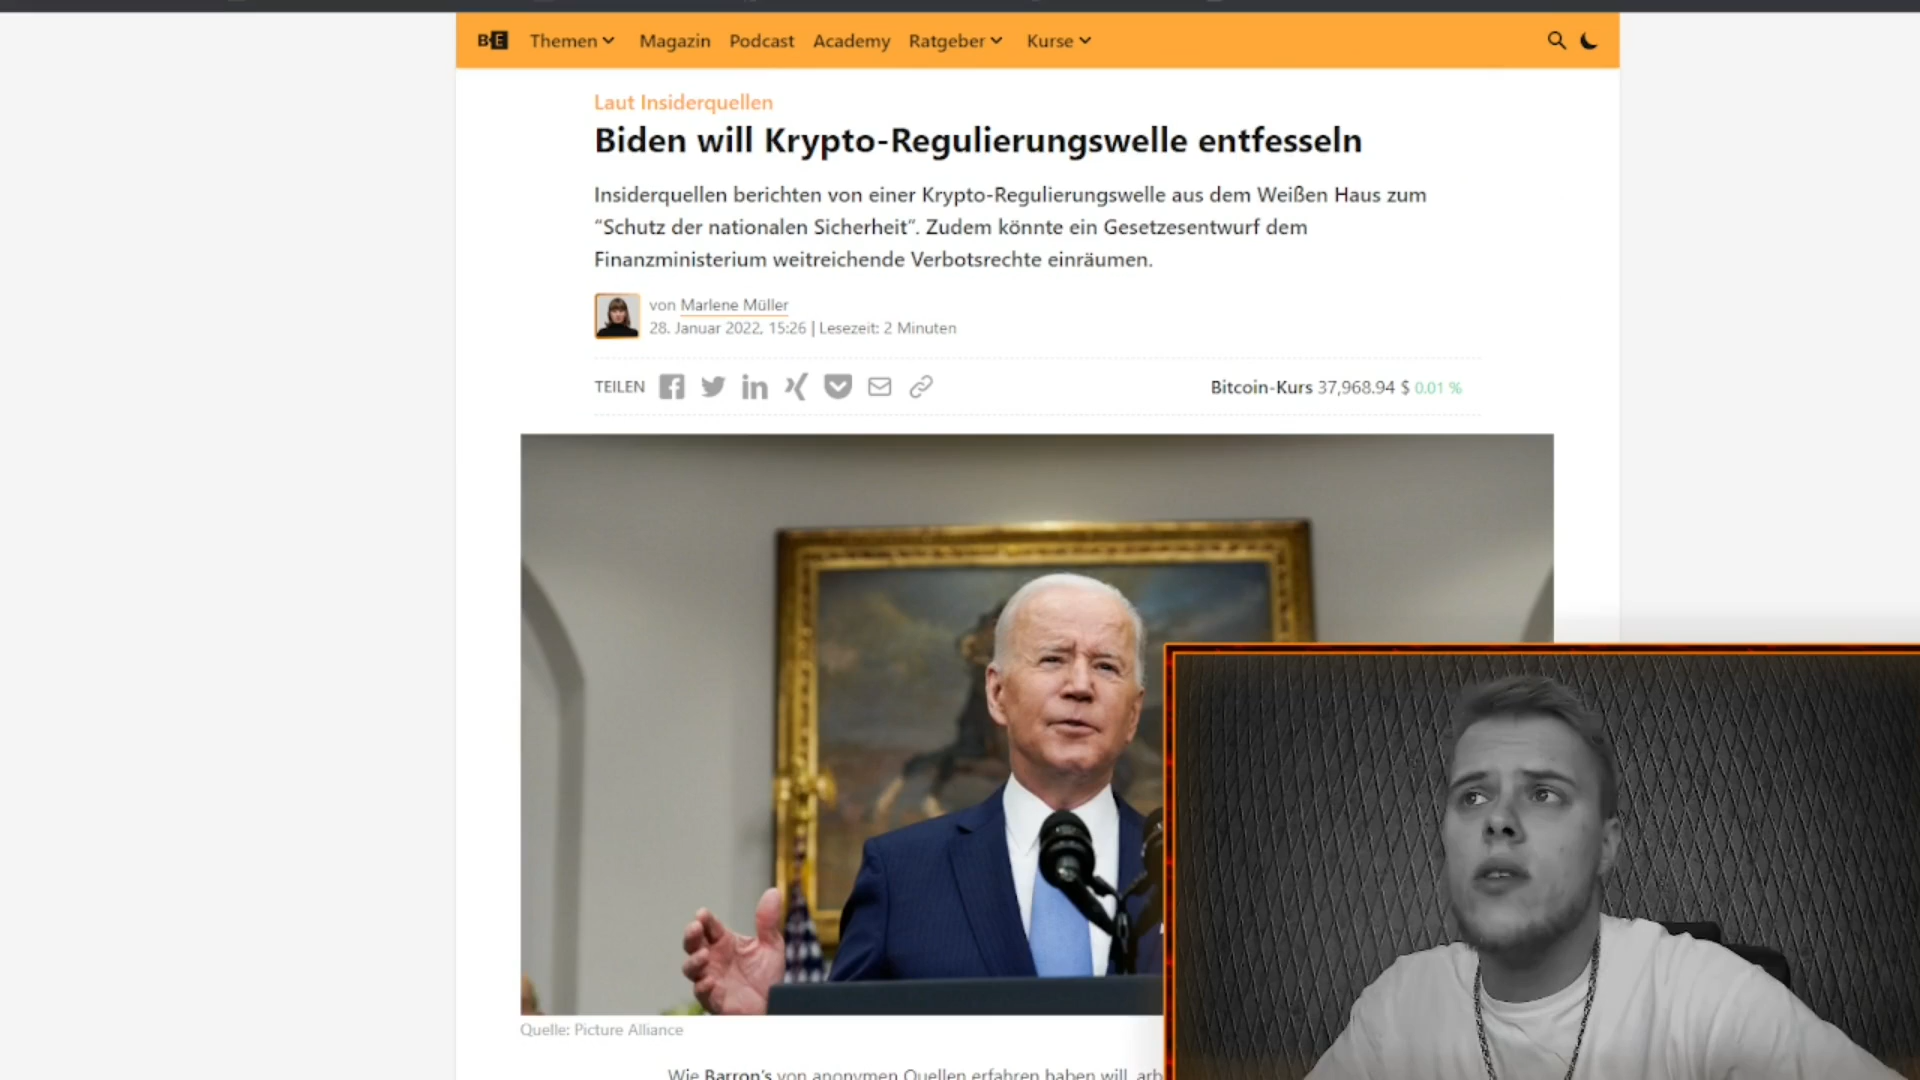 BE Themen Magazin Podcast Academy Ratgeber Kurse
Laut Insiderquellen
Biden will Krypto-Regulierungswelle entfesseln
Insiderquellen berichten von einer Krypto-Regulierungswelle aus dem Weißen Haus zum
“Schutz der nationalen Sicherheit”. Zudem könnte ein Gesetzesentwurf dem
Finanzministerium weitreichende Verbotsrechte einräumen.
von Marlene Müller
28. Januar 2022, 15:26 | Lesezeit: 2 Minuten
TEILEN
Bitcoin-Kurs 37,968.94 $ 0.01 %
Quelle: Picture Alliance
Wie Barron's von anonymen Quellen erfahren haben will, arb